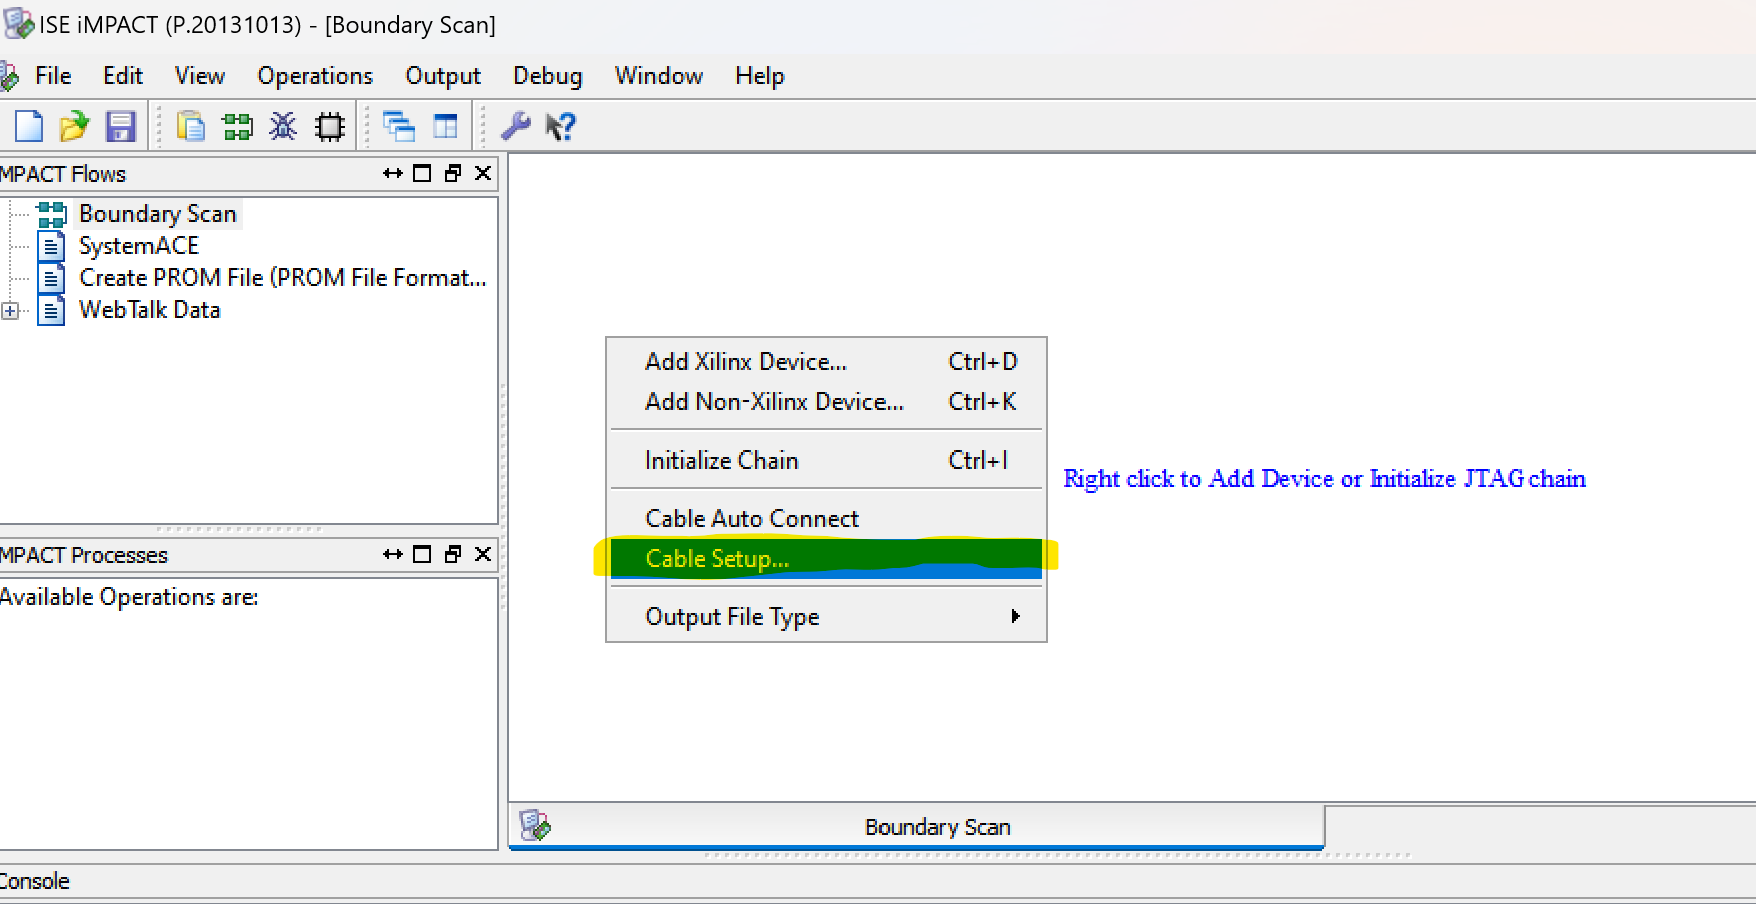 ISE iMPACT (P.20131013) - [Boundary Scan]
File Edit View Operations Output Debug Window Help
MPACT Flows
Boundary Scan
SystemACE
Create PROM File (PROM File Format...
WebTalk Data
Add Xilinx Device... Ctrl+D
Add Non-Xilinx Device... Ctrl+K
Initialize Chain Ctrl+I
Cable Auto Connect
Cable Setup...
Output File Type
Right click to Add Device or Initialize JTAG chain
MPACT Processes
Available Operations are:
Boundary Scan
Console